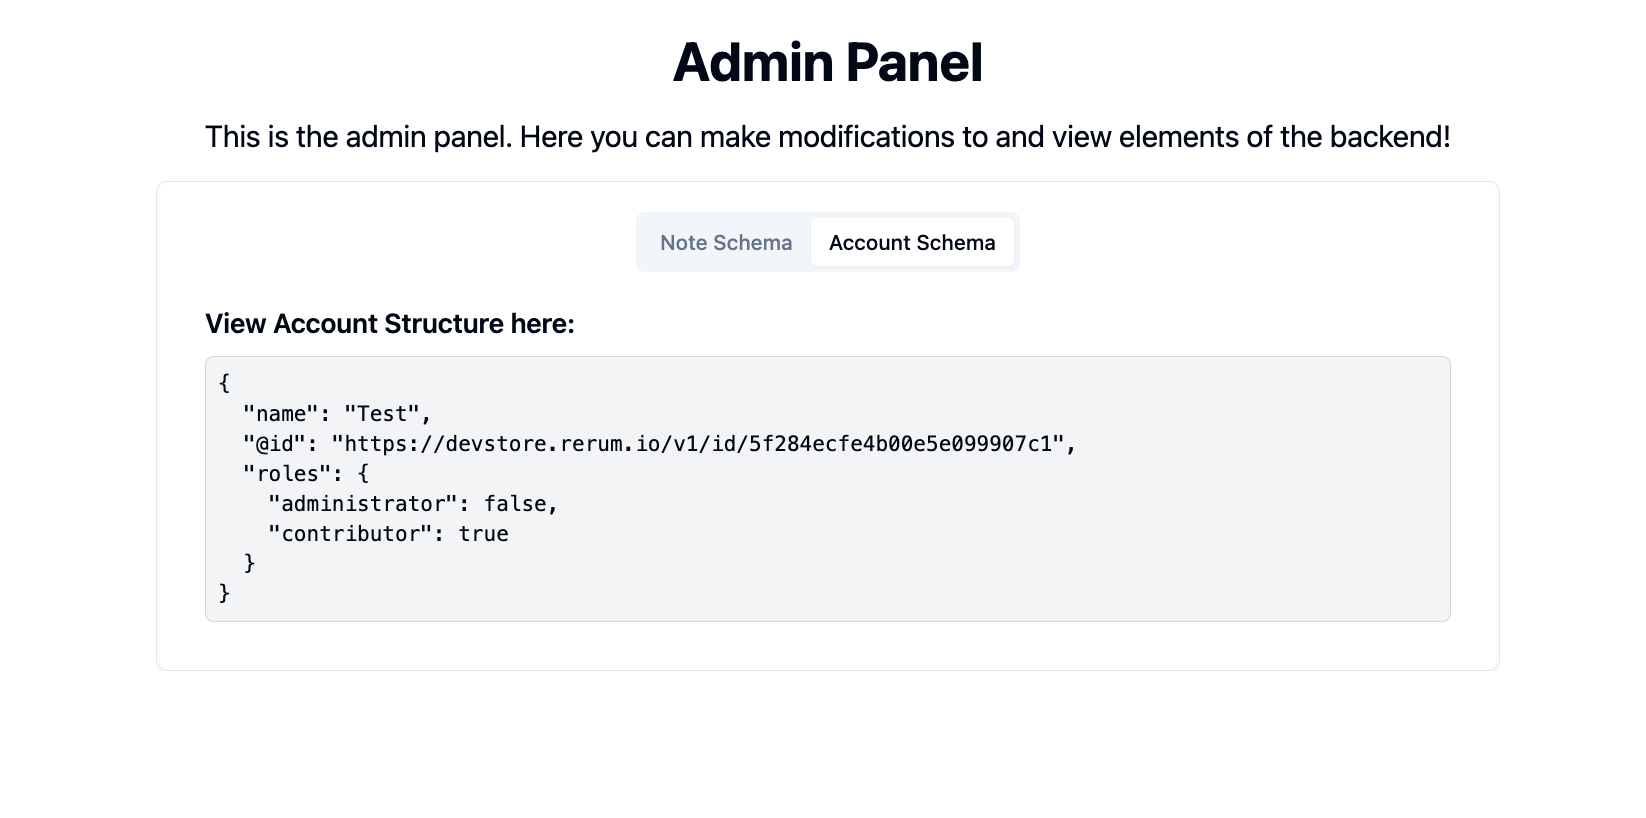 Admin Panel
This is the admin panel. Here you can make modifications to and view elements of the backend!
Note Schema
Account Schema
View Account Structure here:
{
  "name": "Test",
  "@id": "https://devstore.rerum.io/v1/id/5f284ecfe4b00e5e099907c1",
  "roles": {
    "administrator": false,
    "contributor": true
  }
}